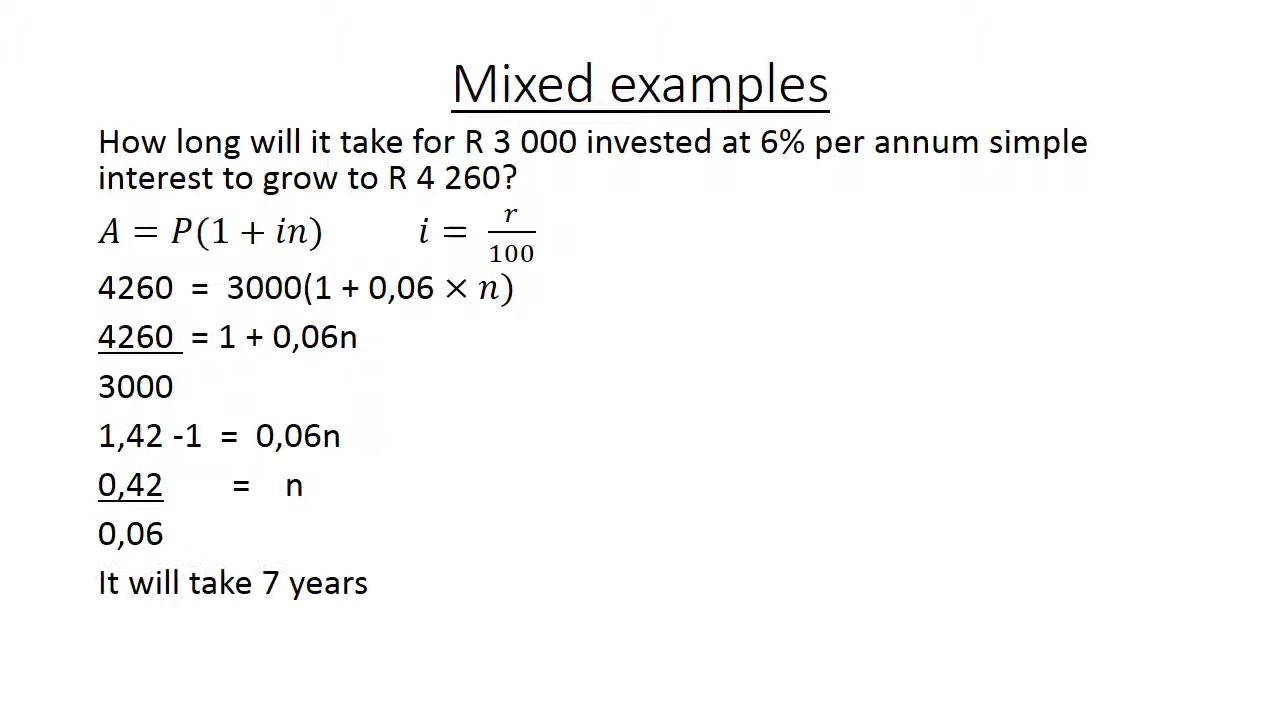 Mixed examples
How long will it take for R 3 000 invested at 6% per annum simple
interest to grow to R 4 260?
A = P(1 + in) i = r/100
4260 = 3000(1 + 0,06 × n)
4260 = 1 + 0,06n
3000
1,42 -1 = 0,06n
0,42 = n
0,06
It will take 7 years